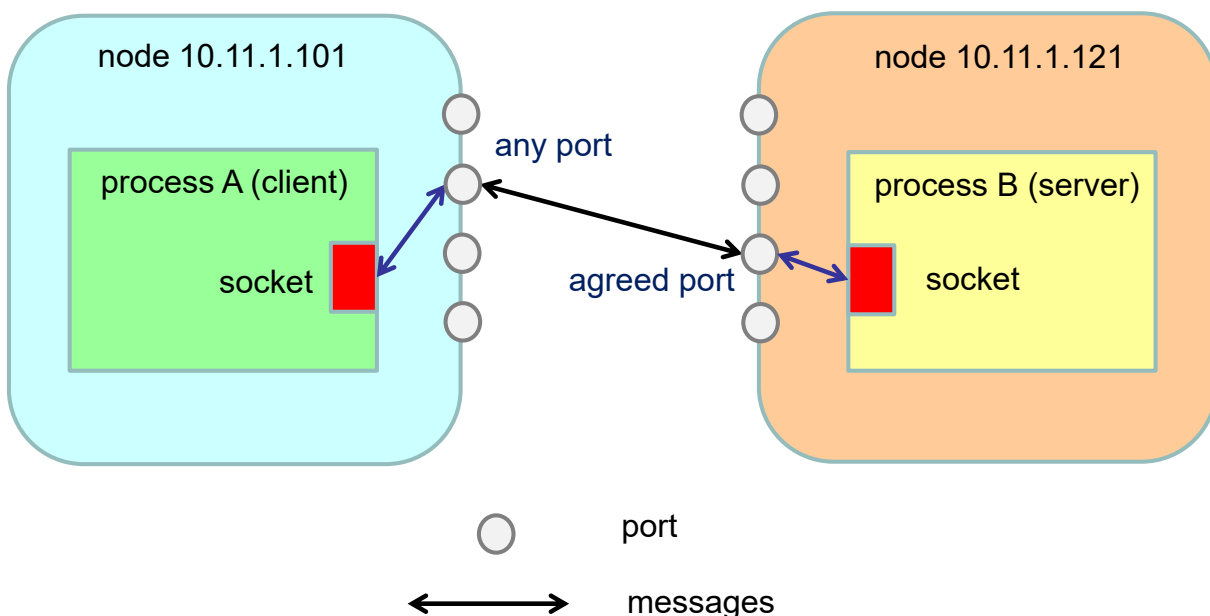 node 10.11.1.101
node 10.11.1.121
any port
process A (client)
process B (server)
socket
agreed port
socket
port
messages